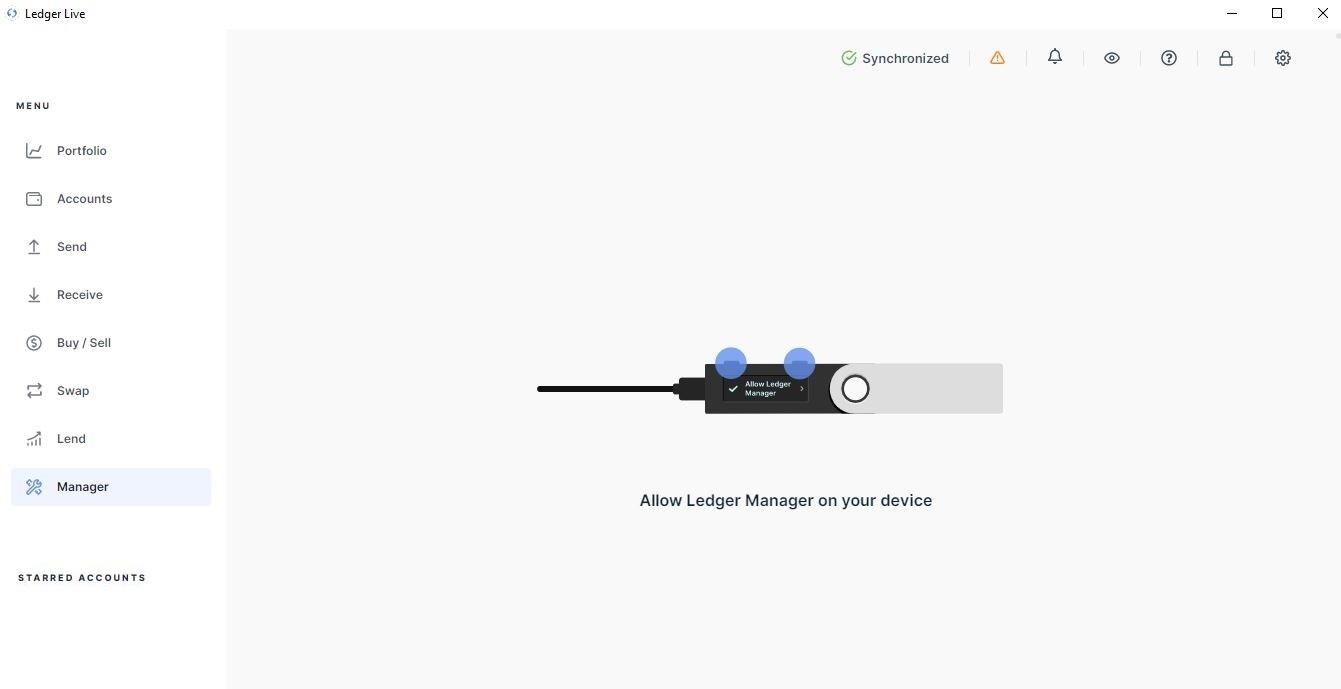 Ledger Live
Synchronized
MENU
Portfolio
Accounts
Send
Receive
Buy / Sell
Swap
Lend
Manager
STARRED ACCOUNTS
Allow Ledger
Manager
Allow Ledger Manager on your device